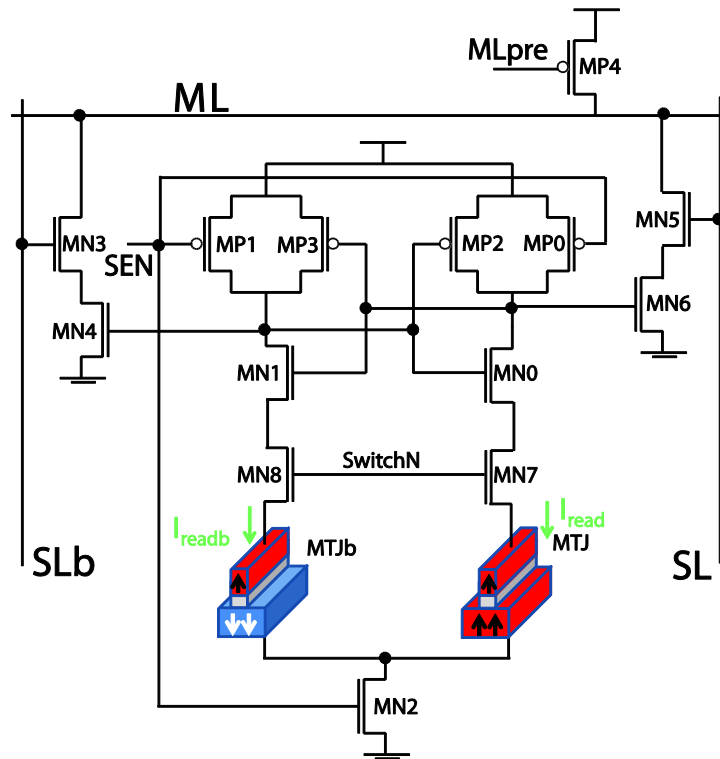 MLpre
MP4
ML
MN3
SEN
MP1
MP3
MP2
MP0
MN5
MN4
MN6
MN1
MN0
MN8
SwitchN
MN7
Ireadb
MTJb
Iread
MTJ
SLb
SL
MN2